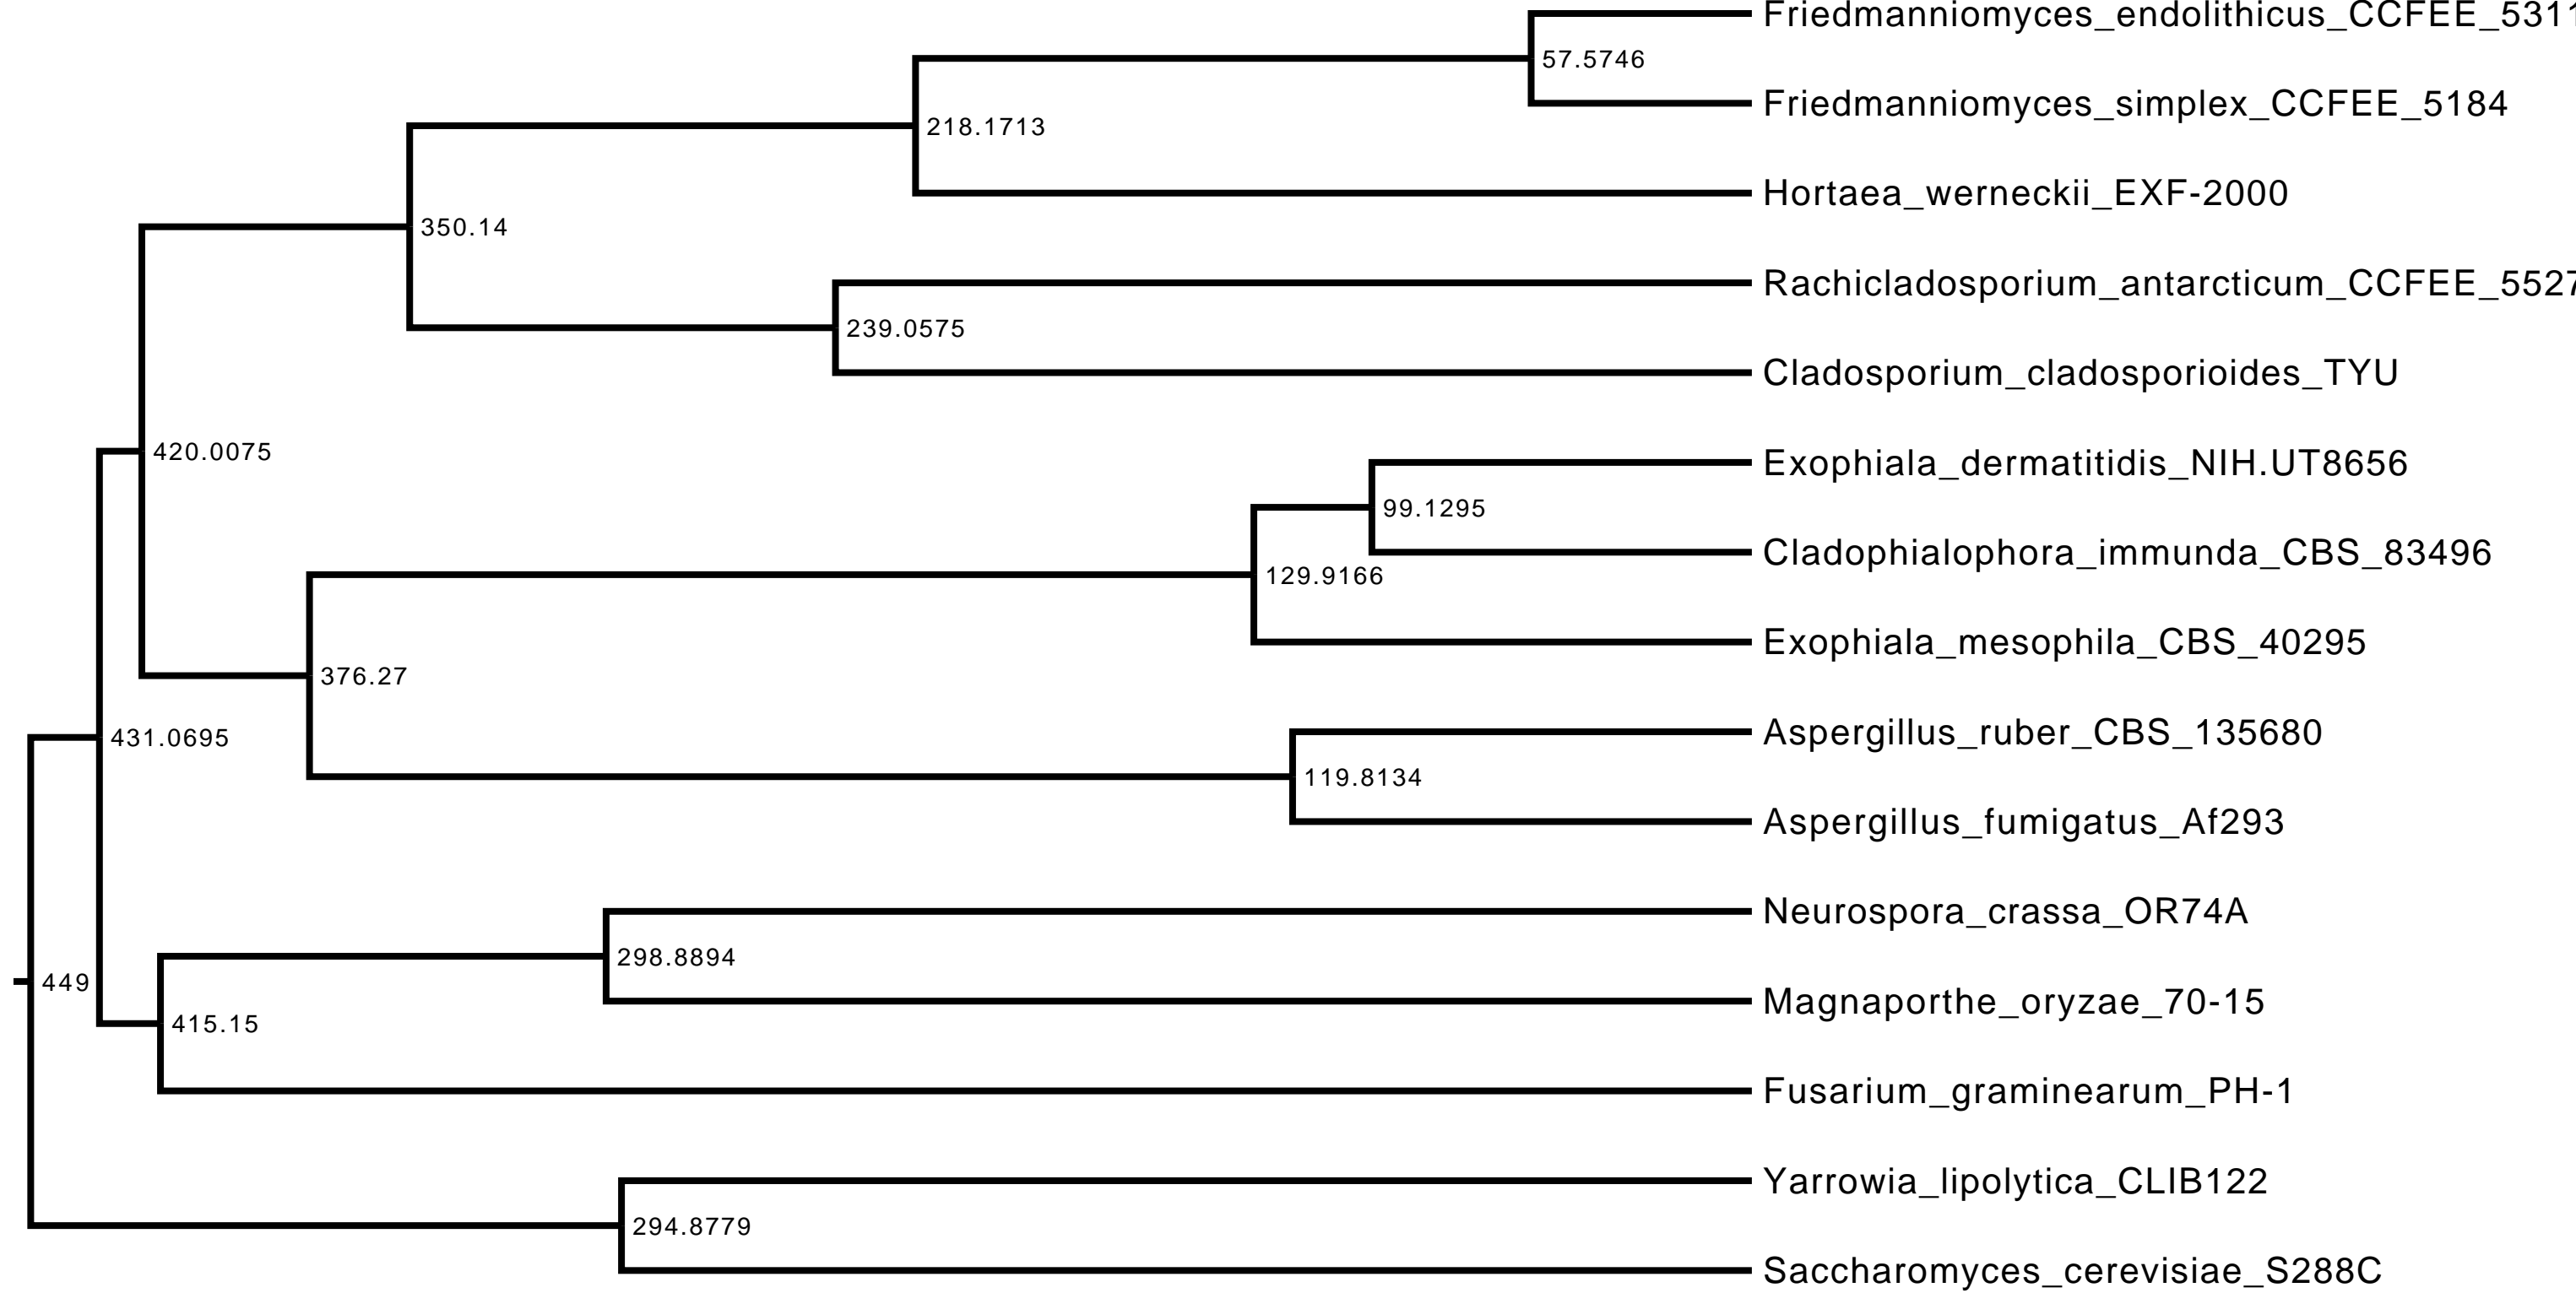 Friedmanniomyces_endolithicus_CCFEE_5311
57.5746
Friedmanniomyces_simplex_CCFEE_5184
218.1713
Hortaea_werneckii_EXF-2000
350.14
Rachicladosporium_antarcticum_CCFEE_5527
239.0575
Cladosporium_cladosporioides_TYU
420.0075
Exophiala_dermatitidis_NIH.UT8656
99.1295
Cladophialophora_immunda_CBS_83496
129.9166
Exophiala_mesophila_CBS_40295
376.27
431.0695
Aspergillus_ruber_CBS_135680
119.8134
Aspergillus_fumigatus_Af293
Neurospora_crassa_OR74A
298.8894
449
Magnaporthe_oryzae_70-15
415.15
Fusarium_graminearum_PH-1
Yarrowia_lipolytica_CLIB122
294.8779
Saccharomyces_cerevisiae_S288C